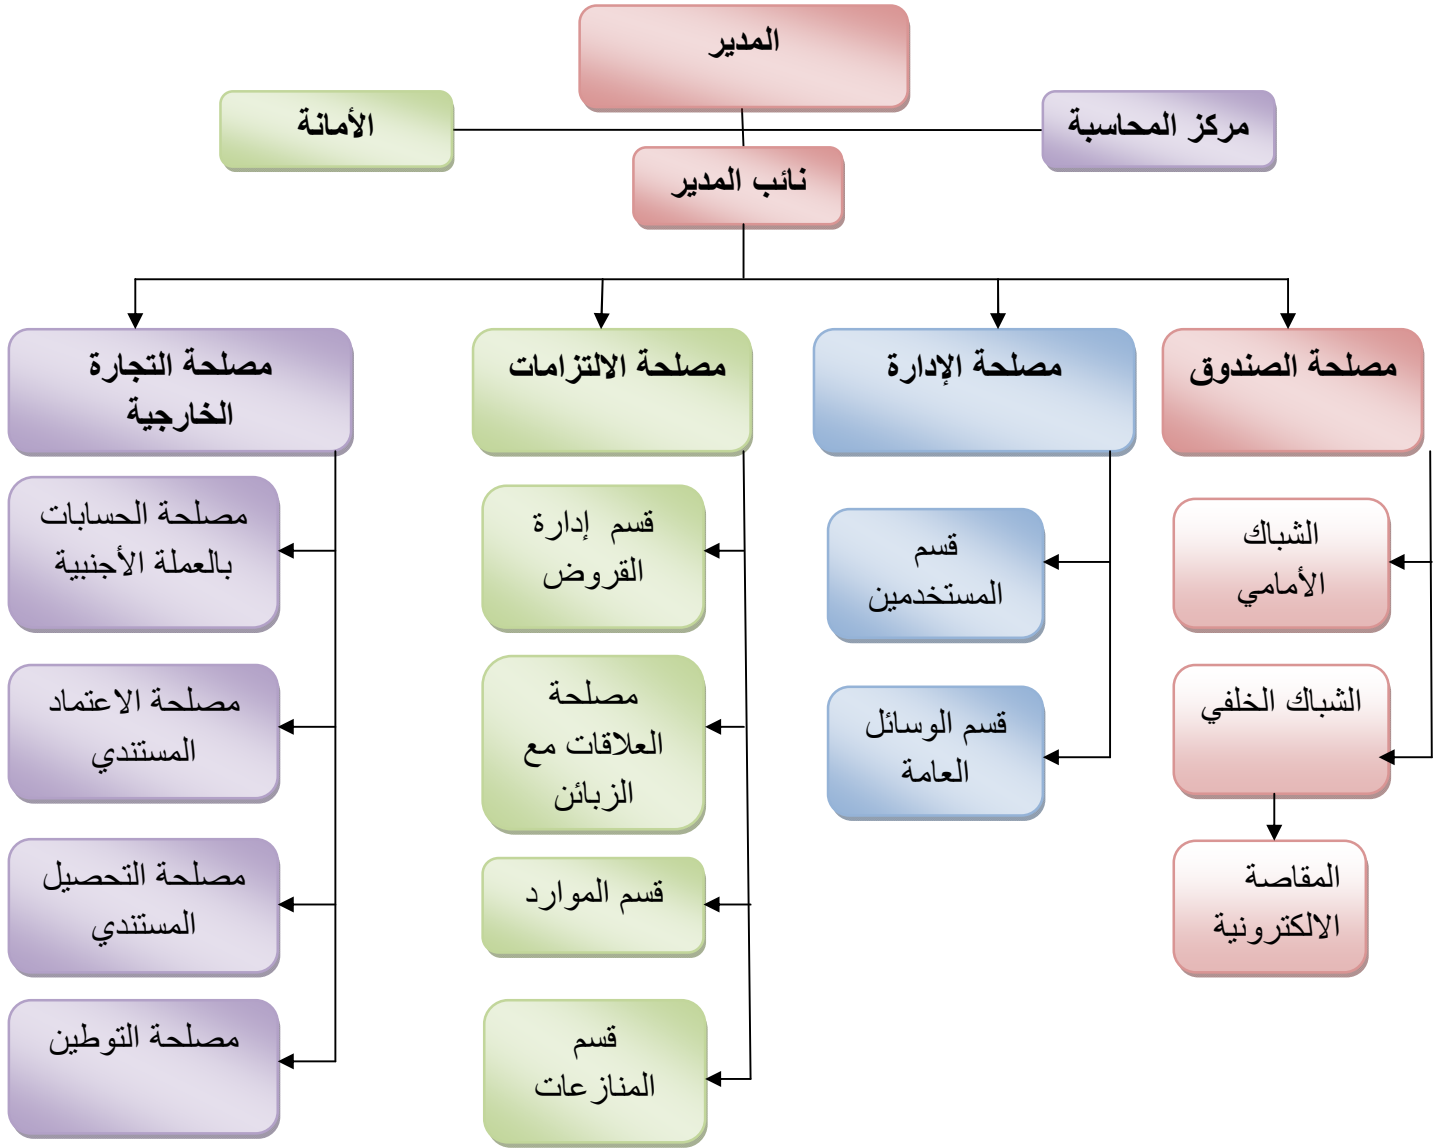 المدير
مركز المحاسبة
الأمانة
نائب المدير
مصلحة الصندوق
مصلحة الإدارة
مصلحة الالتزامات
مصلحة التجارة
الخارجية
الشباك
الأمامي
الشباك الخلفي
المقاصة
الالكترونية
قسم
المستخدمين
قسم الوسائل
العامة
قسم إدارة
القروض
مصلحة
العلاقات مع
الزبائن
قسم الموارد
قسم
المنازعات
مصلحة الحسابات
بالعملة الأجنبية
مصلحة الاعتماد
المستندي
مصلحة التحصيل
المستندي
مصلحة التوطين